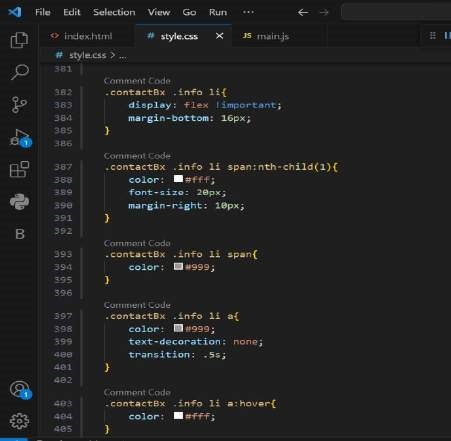 File Edit Selection View Go Run ···
index.html style.css JS main.js
# style.css > ...
381
Comment Code
382 .contactBx .info li{
383 display: flex !important;
384 margin-bottom: 16px;
385 }
386
Comment Code
387 .contactBx .info li span:nth-child(1){
388 color: #fff;
389 font-size: 20px;
390 margin-right: 10px;
391 }
392
Comment Code
393 .contactBx .info li span{
394 color: #999;
395 }
396
Comment Code
397 .contactBx .info li a{
398 color: #999;
399 text-decoration: none;
400 transition: .5s;
401 }
402
Comment Code
403 .contactBx .info li a:hover{
404 color: #fff;
405 }
1
B
1